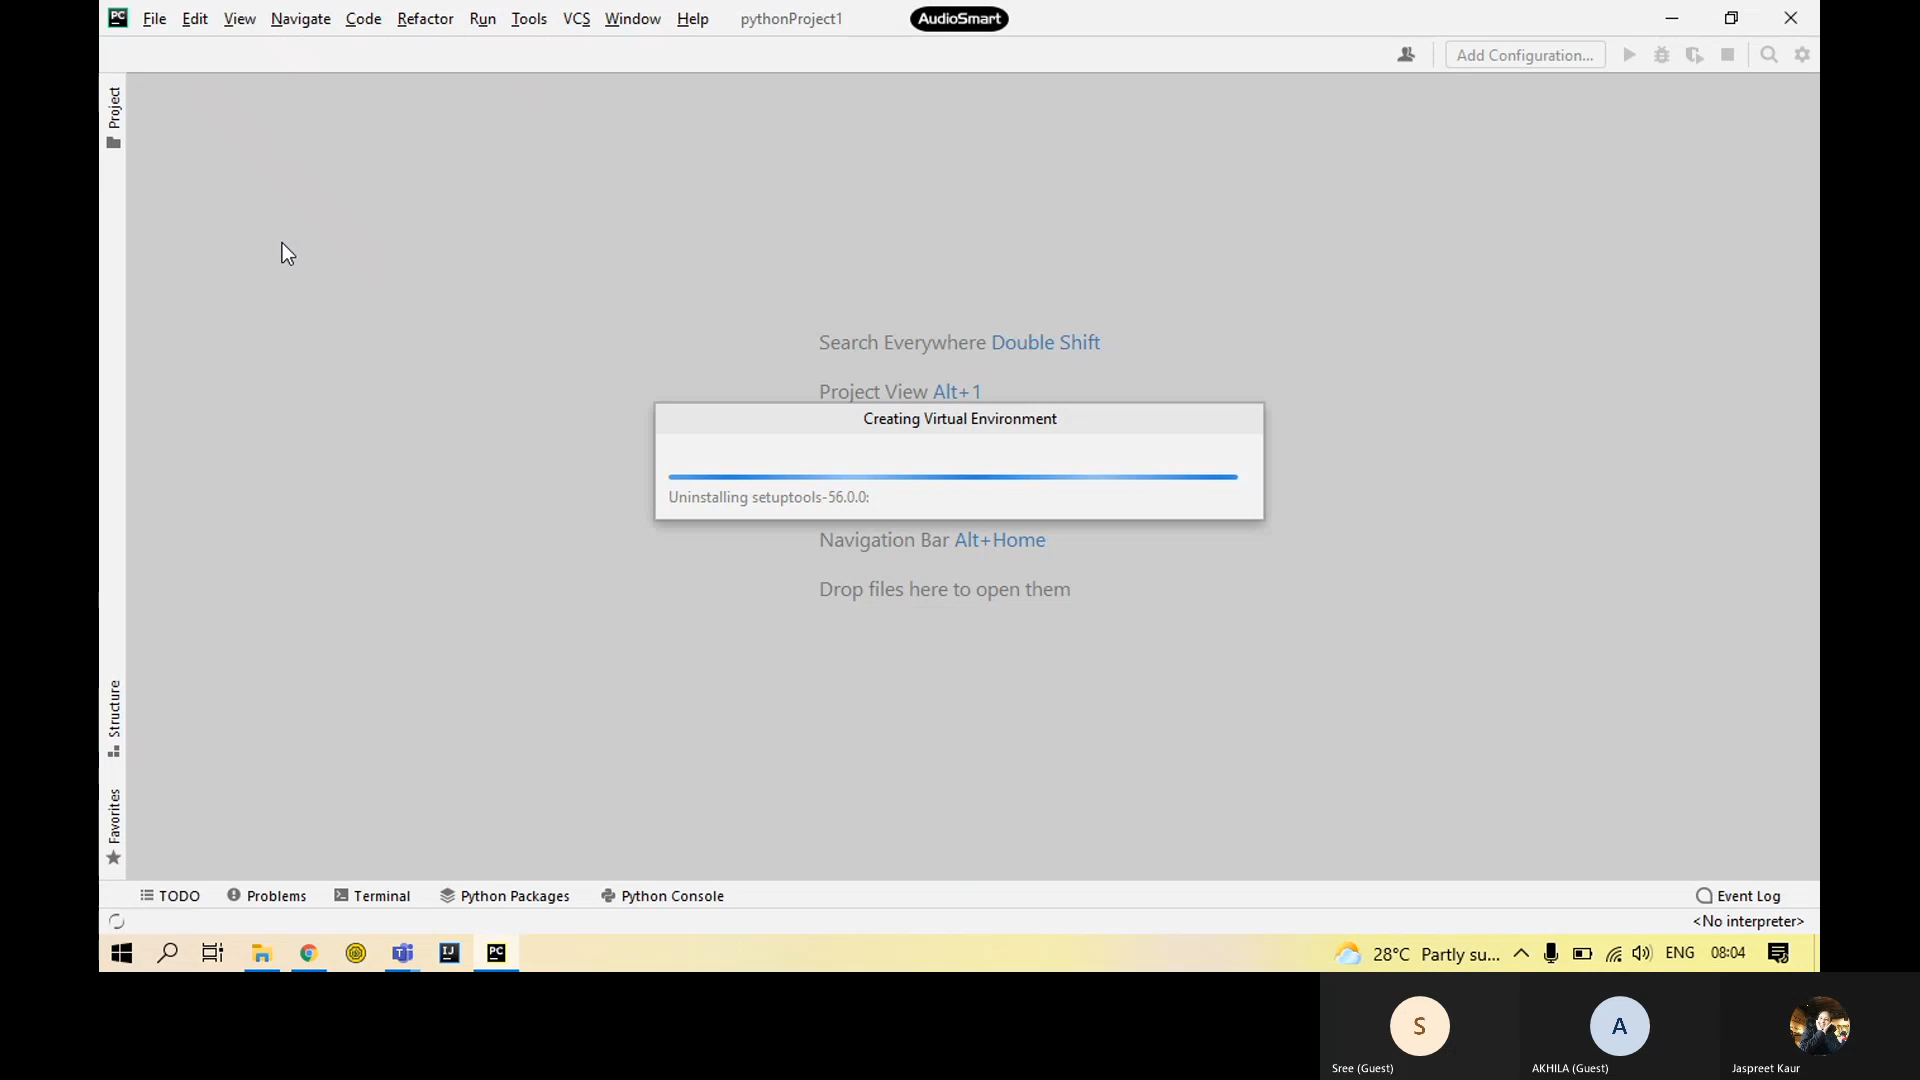 PC File Edit View Navigate Code Refactor Run Tools VCS Window Help pythonProject1 AudioSmart
Add Configuration...
Project
Search Everywhere Double Shift
Project View Alt+1
Creating Virtual Environment
Uninstalling setuptools-56.0.0:
Navigation Bar Alt+Home
Drop files here to open them
Structure
Favorites
TODO Problems Terminal Python Packages Python Console Event Log
<No interpreter>
IJ PC 28°C Partly su... ENG 08:04
S A
Sree (Guest) AKHILA (Guest) Jaspreet Kaur